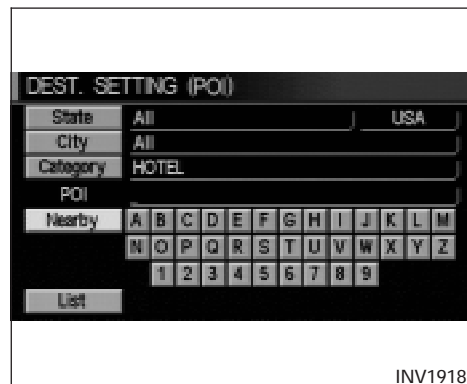 DEST. SETTING (POI)
State All USA
City All
Category HOTEL
POI _
Nearby A B C D E F G H I J K L M
N O P Q R S T U V W X Y Z
1 2 3 4 5 6 7 8 9
List
INV1918